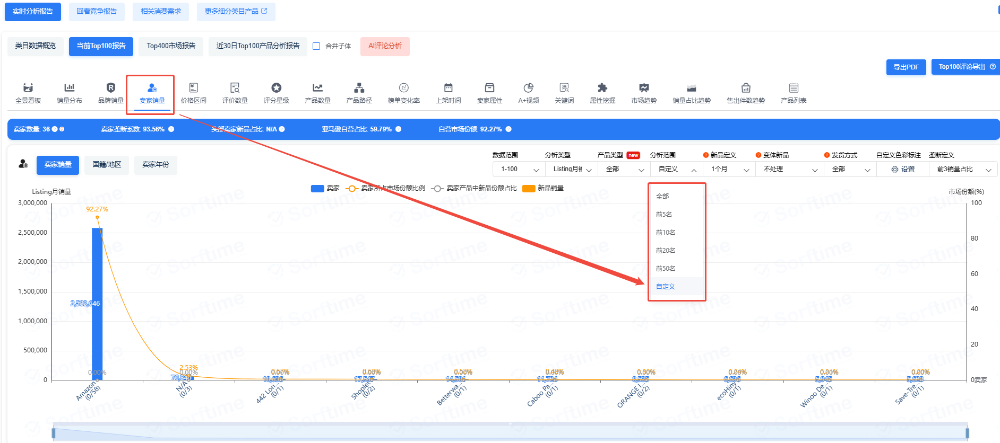 实时分析报告 回看竞争报告 相关消费需求 更多细分类目产品
类目数据概览 当前Top100报告 Top400市场报告 近30日Top100产品分析报告 合并子体 AI评论分析
导出PDF Top100评论导出
全景看板 销量分布 品牌销量 卖家销量 价格区间 评价数量 评分星级 产品数量 产品路径 榜单变化率 上架时间 卖家属性 A+视频 关键词 属性挖掘 市场趋势 销量占比趋势 售出件数趋势 产品列表
卖家数量: 36 卖家垄断系数: 93.56% 头部卖家新品占比: N/A 亚马逊自营占比: 59.79% 自营市场份额: 92.27%
数据范围 分析类型 产品类型 new 分析范围 新品定义 变体新品 发货方式 自定义色彩标注 垄断定义
卖家销量 国籍/地区 卖家年份
1-100 Listing月销 全部 自定义 1个月 不处理 全部 设置 前3销量占比
Listing月销量
卖家 卖家所占市场份额比例 卖家产品中新品份额占比 新品销量
市场份额(%)
全部
前5名
前10名
前20名
前50名
自定义
3,000,000
2,500,000
2,000,000
1,500,000
1,000,000
500,000
0
100
80
60
40
20
0卖家
92.27%
2,583,646
0.00%
2.53%
0.00%
0.67%
0.00%
0.63%
0.00%
0.52%
0.00%
0.42%
0.00%
0.00%
0.00%
0.00%
0.00%
Amazon
(0/58)
N/A
(0/3)
442 Lori...
(0/1)
Shoplet
(0/2)
Betterwa...
(0/1)
Caboo Pa...
(0/1)
ORANGE I...
(0/2)
ecoHiny
(0/1)
Winoo De...
(0/1)
Save-Tre...
(0/1)
Sorftime